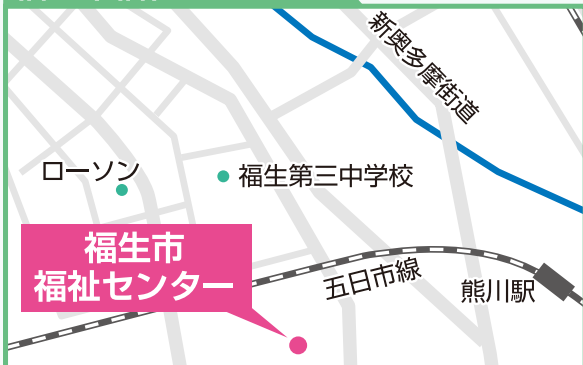 新奥多摩街道
ローソン
福生第三中学校
福生市
福祉センター
五日市線
熊川駅